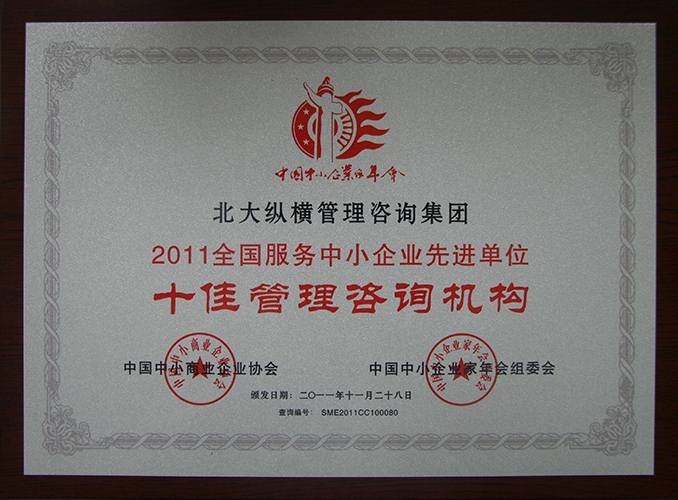 中国中小企业家年会
北大纵横管理咨询集团
2011全国服务中小企业先进单位
十佳管理咨询机构
中国中小商业企业协会
中国中小企业家年会组委会
颁发日期：二〇一一年十一月二十八日
查询编号： SME2011CC100080